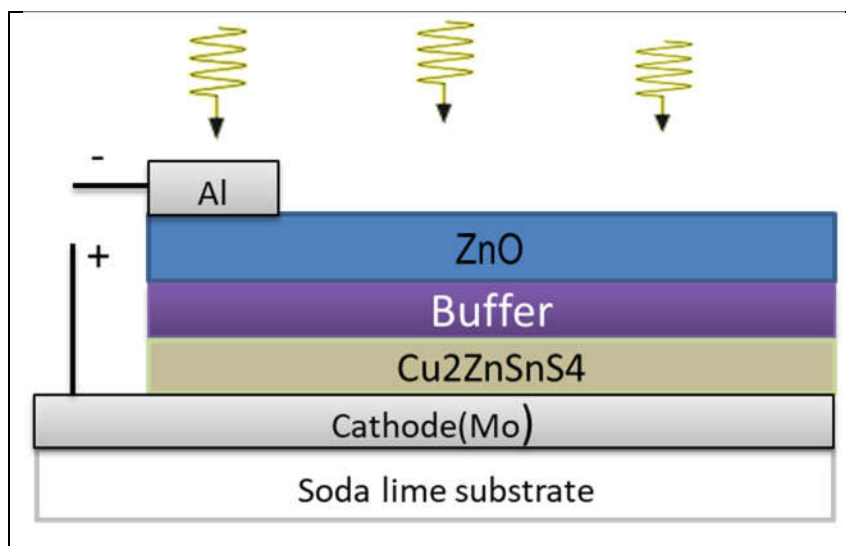 -
Al
+
ZnO
Buffer
Cu2ZnSnS4
Cathode(Mo)
Soda lime substrate